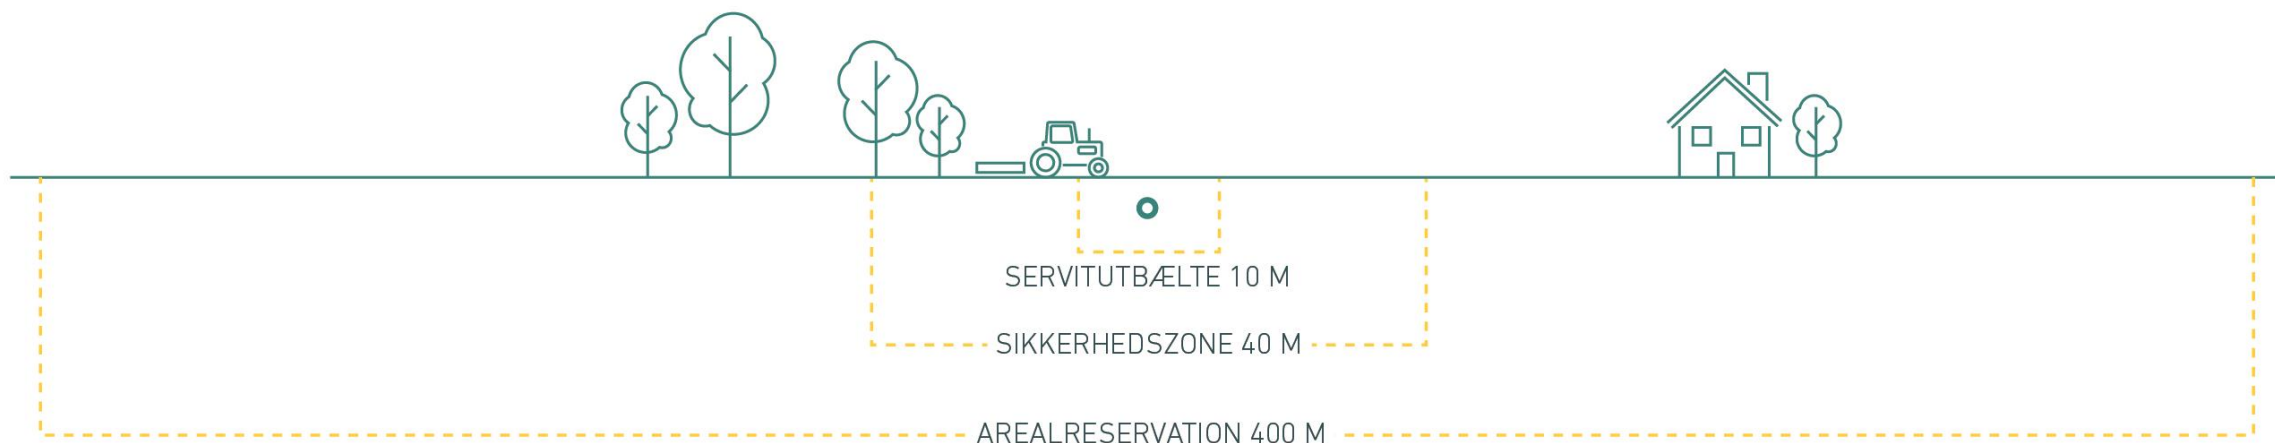 SERVITUTBÆLTE 10 M
SIKKERHEDSZONE 40 M
AREALRESERVATION 400 M